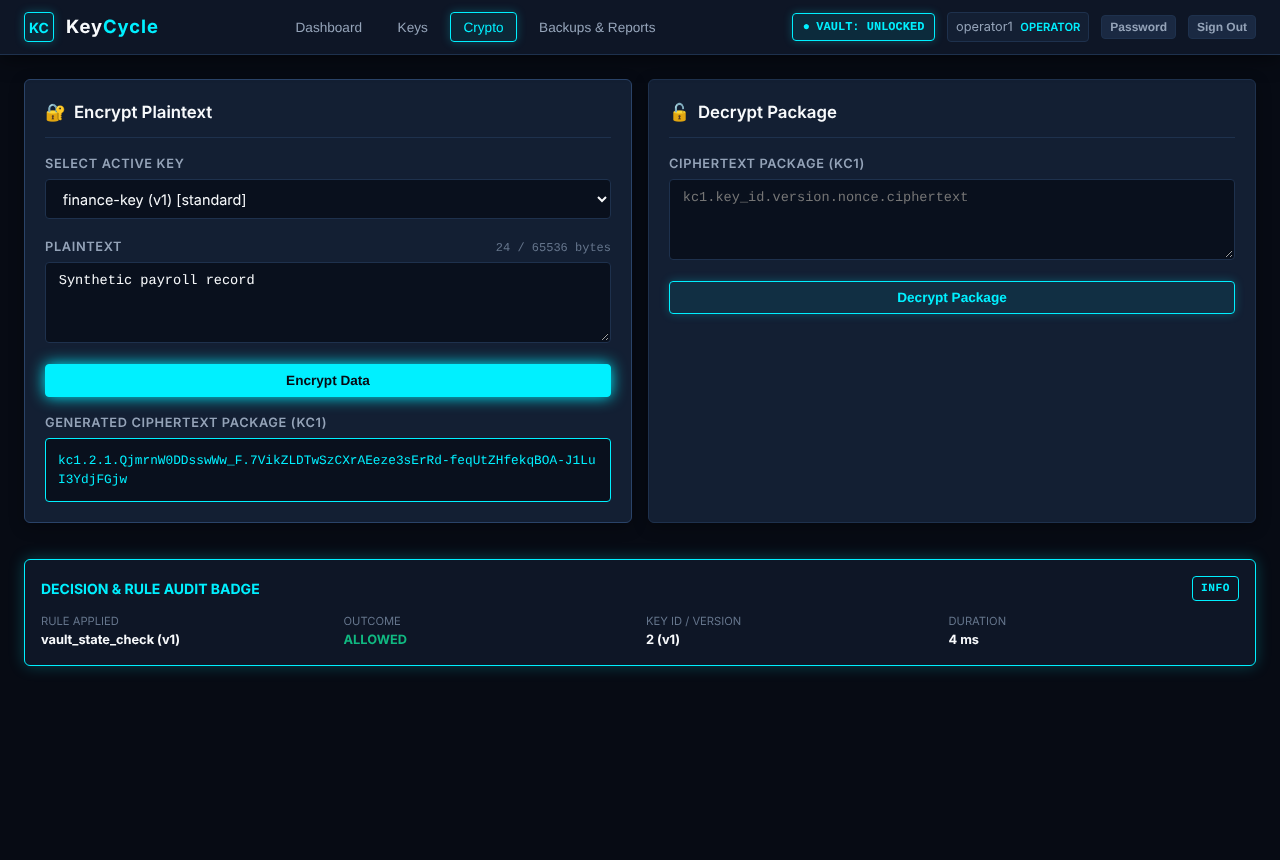 KC KeyCycle Dashboard Keys Crypto Backups & Reports ● VAULT: UNLOCKED operator1 OPERATOR Password Sign Out
🔐 Encrypt Plaintext
SELECT ACTIVE KEY
finance-key (v1) [standard]
PLAINTEXT 24 / 65536 bytes
Synthetic payroll record
Encrypt Data
GENERATED CIPHERTEXT PACKAGE (KC1)
kc1.2.1.QjmrnW0DDsswWw_F.7VikZLDTwSzCXrAEeze3sErRd-feqUtZHfekqBOA-J1Lu
I3YdjFGjw
🔓 Decrypt Package
CIPHERTEXT PACKAGE (KC1)
kc1.key_id.version.nonce.ciphertext
Decrypt Package
DECISION & RULE AUDIT BADGE INFO
RULE APPLIED OUTCOME KEY ID / VERSION DURATION
vault_state_check (v1) ALLOWED 2 (v1) 4 ms